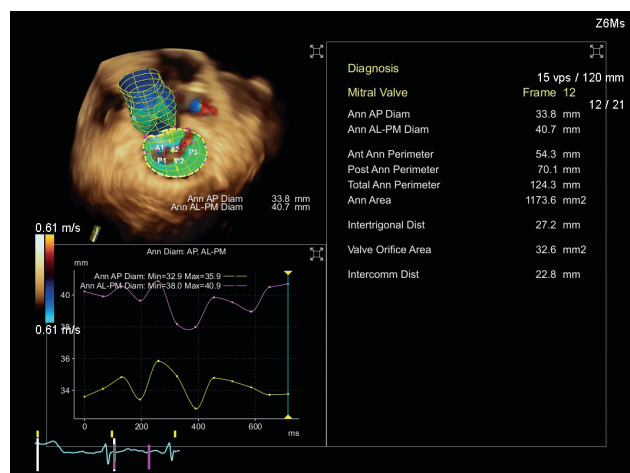 Z6Ms
15 vps / 120 mm
12 / 21
A1
A2
P3
P1
P2
Ann AP Diam 33.8 mm
Ann AL-PM Diam 40.7 mm
0.61 m/s
0.61 m/s
Ann Diam: AP, AL-PM
mm
Ann AP Diam: Min=32.9 Max=35.9
Ann AL-PM Diam: Min=38.0 Max=40.9
40
38
36
34
0 200 400 600
ms
Diagnosis
Mitral Valve Frame 12
Ann AP Diam 33.8 mm
Ann AL-PM Diam 40.7 mm
Ant Ann Perimeter 54.3 mm
Post Ann Perimeter 70.1 mm
Total Ann Perimeter 124.3 mm
Ann Area 1173.6 mm2
Intertrigonal Dist 27.2 mm
Valve Orifice Area 32.6 mm2
Intercomm Dist 22.8 mm